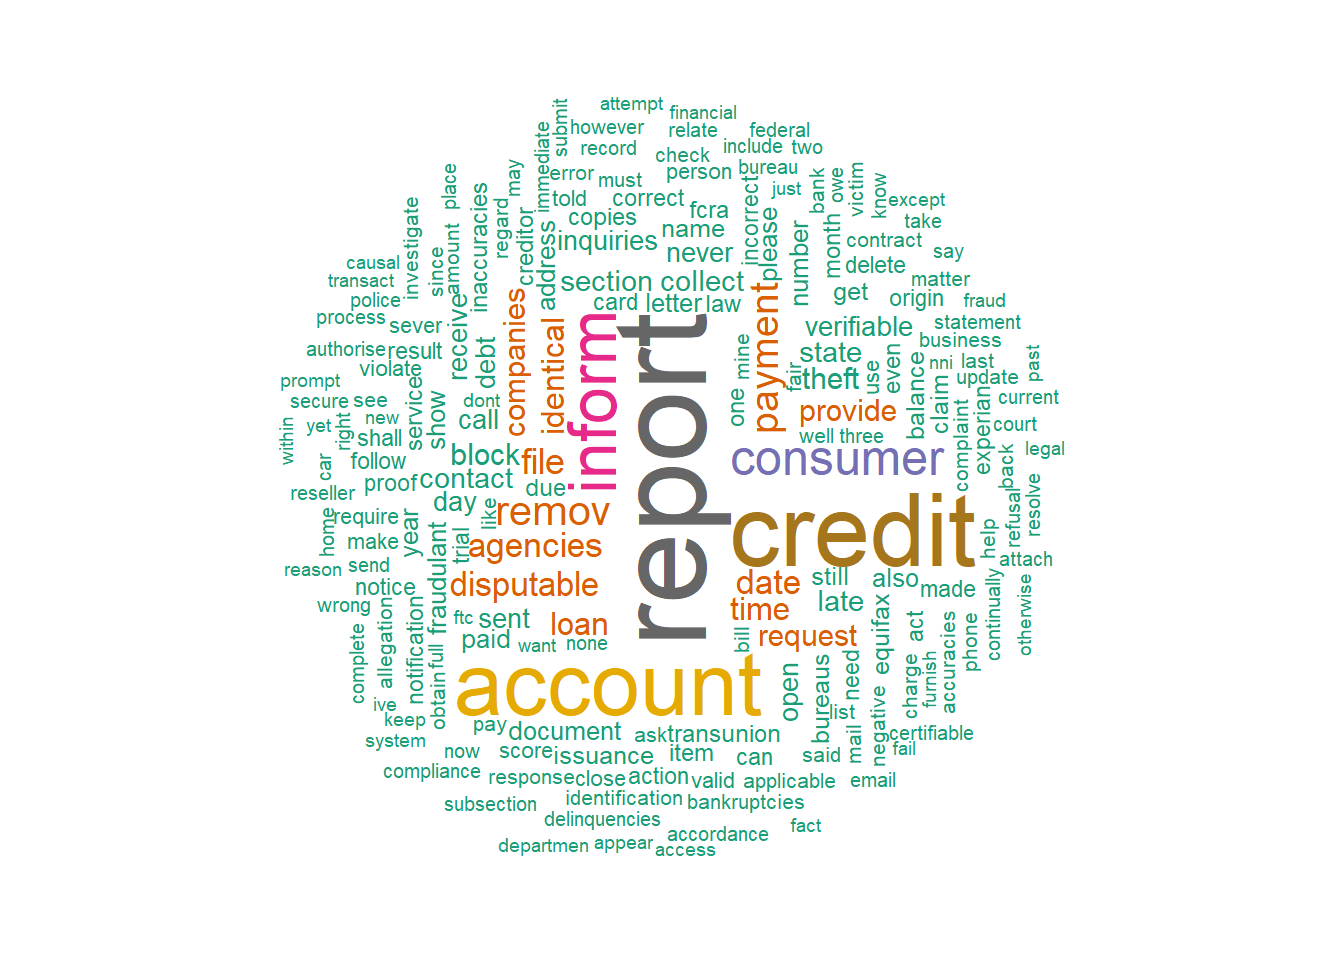 attempt
financial
submit
however
relate
federal
immediate
record
check
include
two
bureau
person
error
must
may
place
told
correct
just
bank
owe
victim
know
except
copies
fcra
incorrect
please
take
inaccuracies
regard
creditor
address
inquiries
name
never
number
month
contract
say
investigate
since
amount
causal
transact
police
process
sever
authorise
result
violate
receive
debt
companies
identical
section
collect
card
letter
law
payment
get
delete
origin
matter
fraud
inform
report
verifiable
statement
business
state
mine
one
fair
theft
use
even
nni
last
past
update
current
prompt
secure
see
dont
new
yet
right
within
service
show
call
shall
follow
car
provide
balance
claim
complaint
experian
court
well
three
back
legal
block
file
consumer
proof
contact
due
reseller
day
like
remov
credit
refusal
resolve
home
require
year
make
trial
agencies
help
attach
reason
send
notice
fraudulant
disputable
date
still
also
made
late
time
wrong
ftc
sent
loan
request
bill
paid
want
none
equifax
act
accuracies
phone
continually
otherwise
complete
allegation
notification
full
obtain
account
open
bureaus
need
charge
furnish
ive
keep
list
pay
document
ask
transunion
mail
negative
certifiable
system
now
score
issuance
item
can
said
fail
compliance
response
close
action
valid
applicable
email
subsection
identification
bankruptcies
delinquencies
accordance
fact
departmen
appear
access